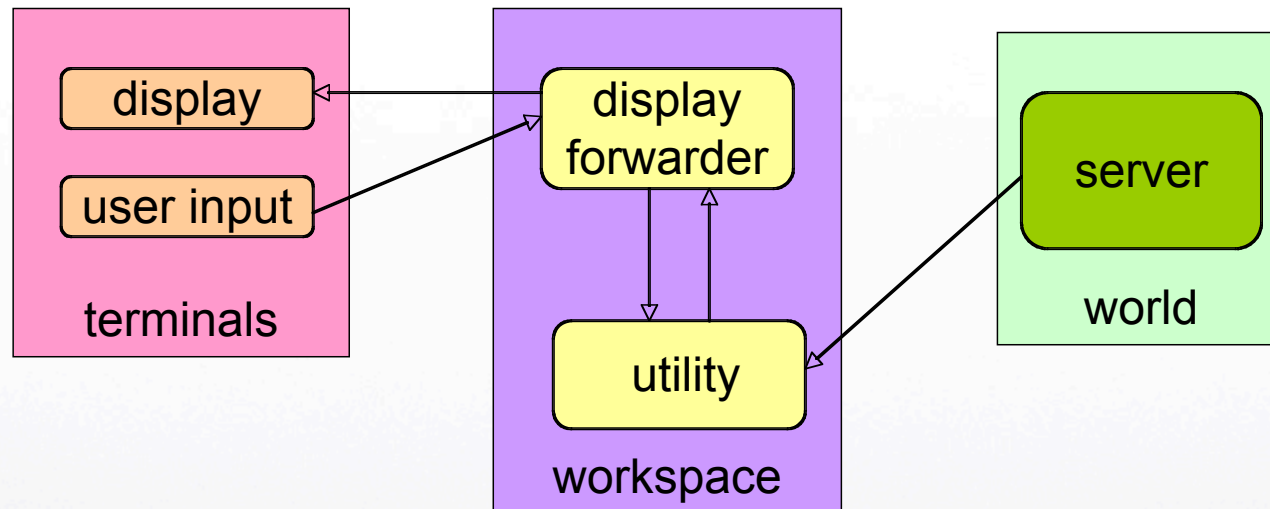 display
user input
terminals
display
forwarder
utility
workspace
server
world